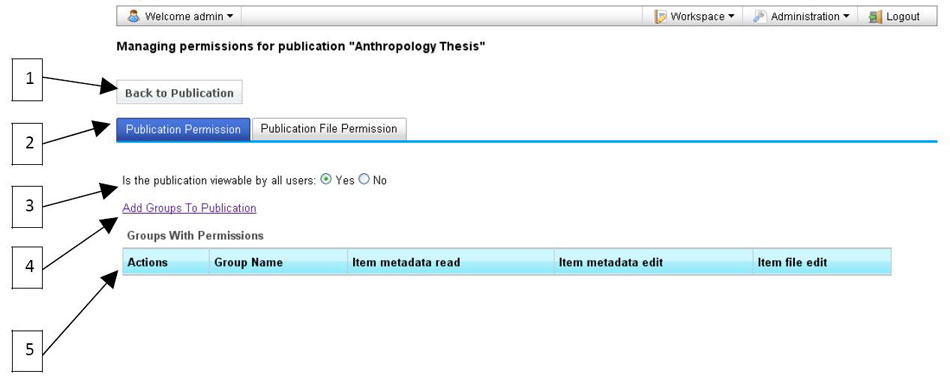 Welcome admin Workspace Administration Logout
Managing permissions for publication "Anthropology Thesis"
1
Back to Publication
2
Publication Permission Publication File Permission
3
Is the publication viewable by all users: Yes No
Add Groups To Publication
4
Groups With Permissions
Actions Group Name Item metadata read Item metadata edit Item file edit
5